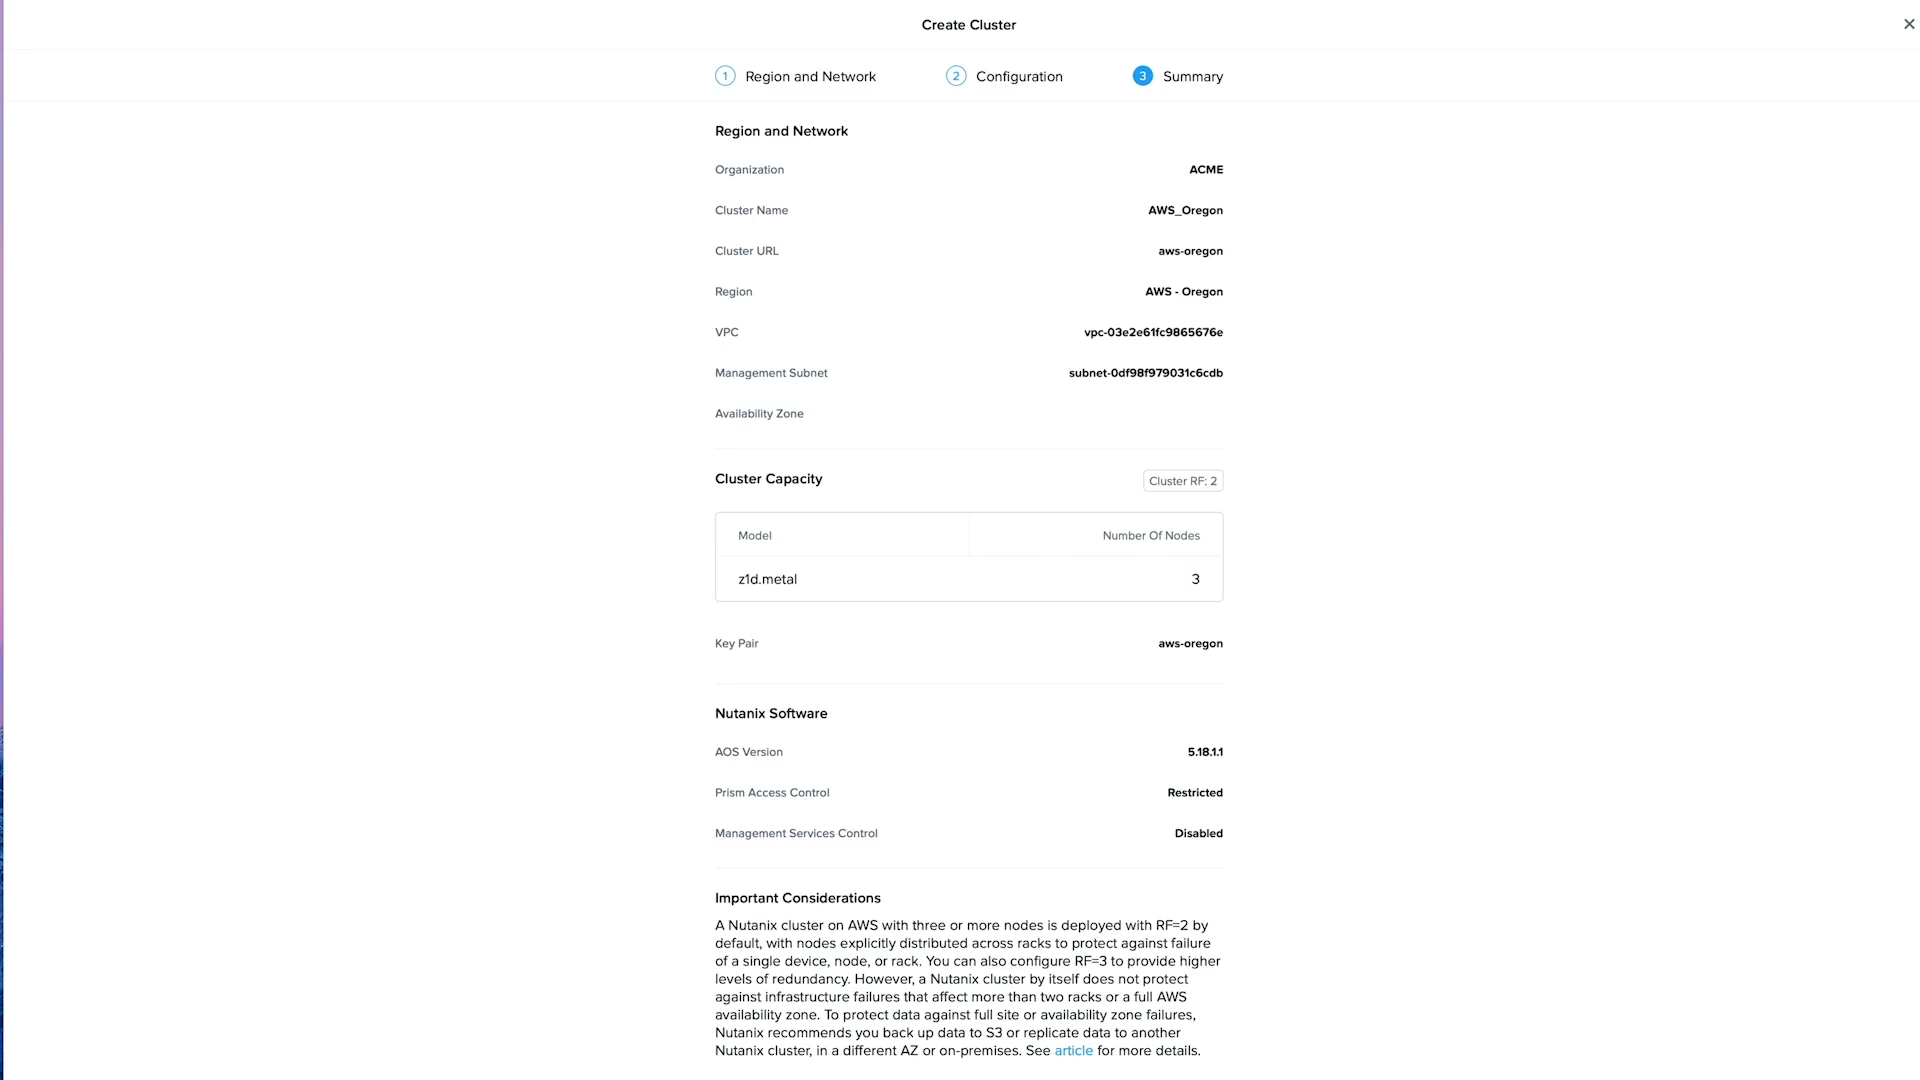 Create Cluster
1 Region and Network
2 Configuration
3 Summary
Region and Network
Organization ACME
Cluster Name AWS_Oregon
Cluster URL aws-oregon
Region AWS - Oregon
VPC vpc-03e2e61fc9865676e
Management Subnet subnet-0df98f979031c6cdb
Availability Zone
Cluster Capacity Cluster RF: 2
Model Number Of Nodes
z1d.metal 3
Key Pair aws-oregon
Nutanix Software
AOS Version 5.18.1.1
Prism Access Control Restricted
Management Services Control Disabled
Important Considerations
A Nutanix cluster on AWS with three or more nodes is deployed with RF=2 by
default, with nodes explicitly distributed across racks to protect against failure
of a single device, node, or rack. You can also configure RF=3 to provide higher
levels of redundancy. However, a Nutanix cluster by itself does not protect
against infrastructure failures that affect more than two racks or a full AWS
availability zone. To protect data against full site or availability zone failures,
Nutanix recommends you back up data to S3 or replicate data to another
Nutanix cluster, in a different AZ or on-premises. See article for more details.